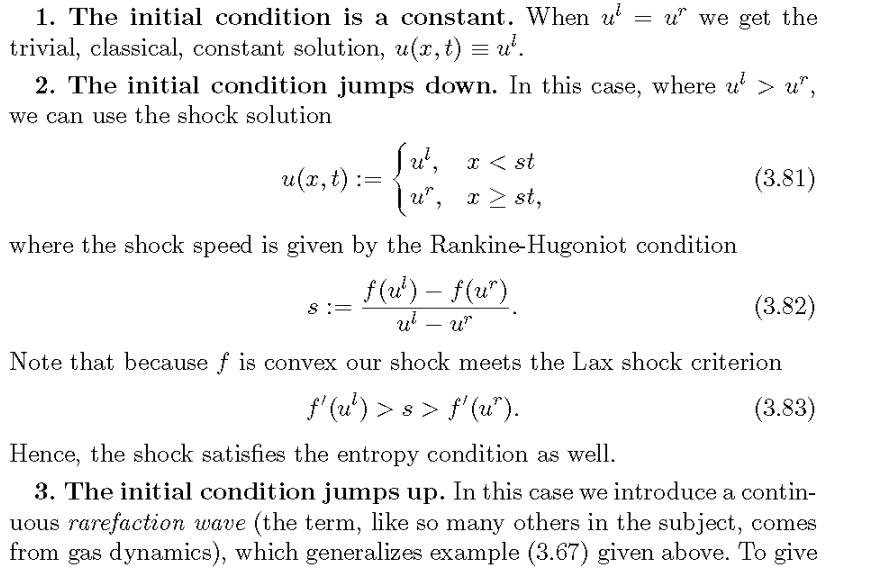 1. The initial condition is a constant. When u^l = u^r we get the
trivial, classical, constant solution, u(x, t) ≡ u^l.
2. The initial condition jumps down. In this case, where u^l > u^r,
we can use the shock solution
u(x, t) := { u^l, x < st
u^r, x ≥ st, (3.81)
where the shock speed is given by the Rankine-Hugoniot condition
s := (f(u^l) − f(u^r)) / (u^l − u^r). (3.82)
Note that because f is convex our shock meets the Lax shock criterion
f′(u^l) > s > f′(u^r). (3.83)
Hence, the shock satisfies the entropy condition as well.
3. The initial condition jumps up. In this case we introduce a contin-
uous rarefaction wave (the term, like so many others in the subject, comes
from gas dynamics), which generalizes example (3.67) given above. To give